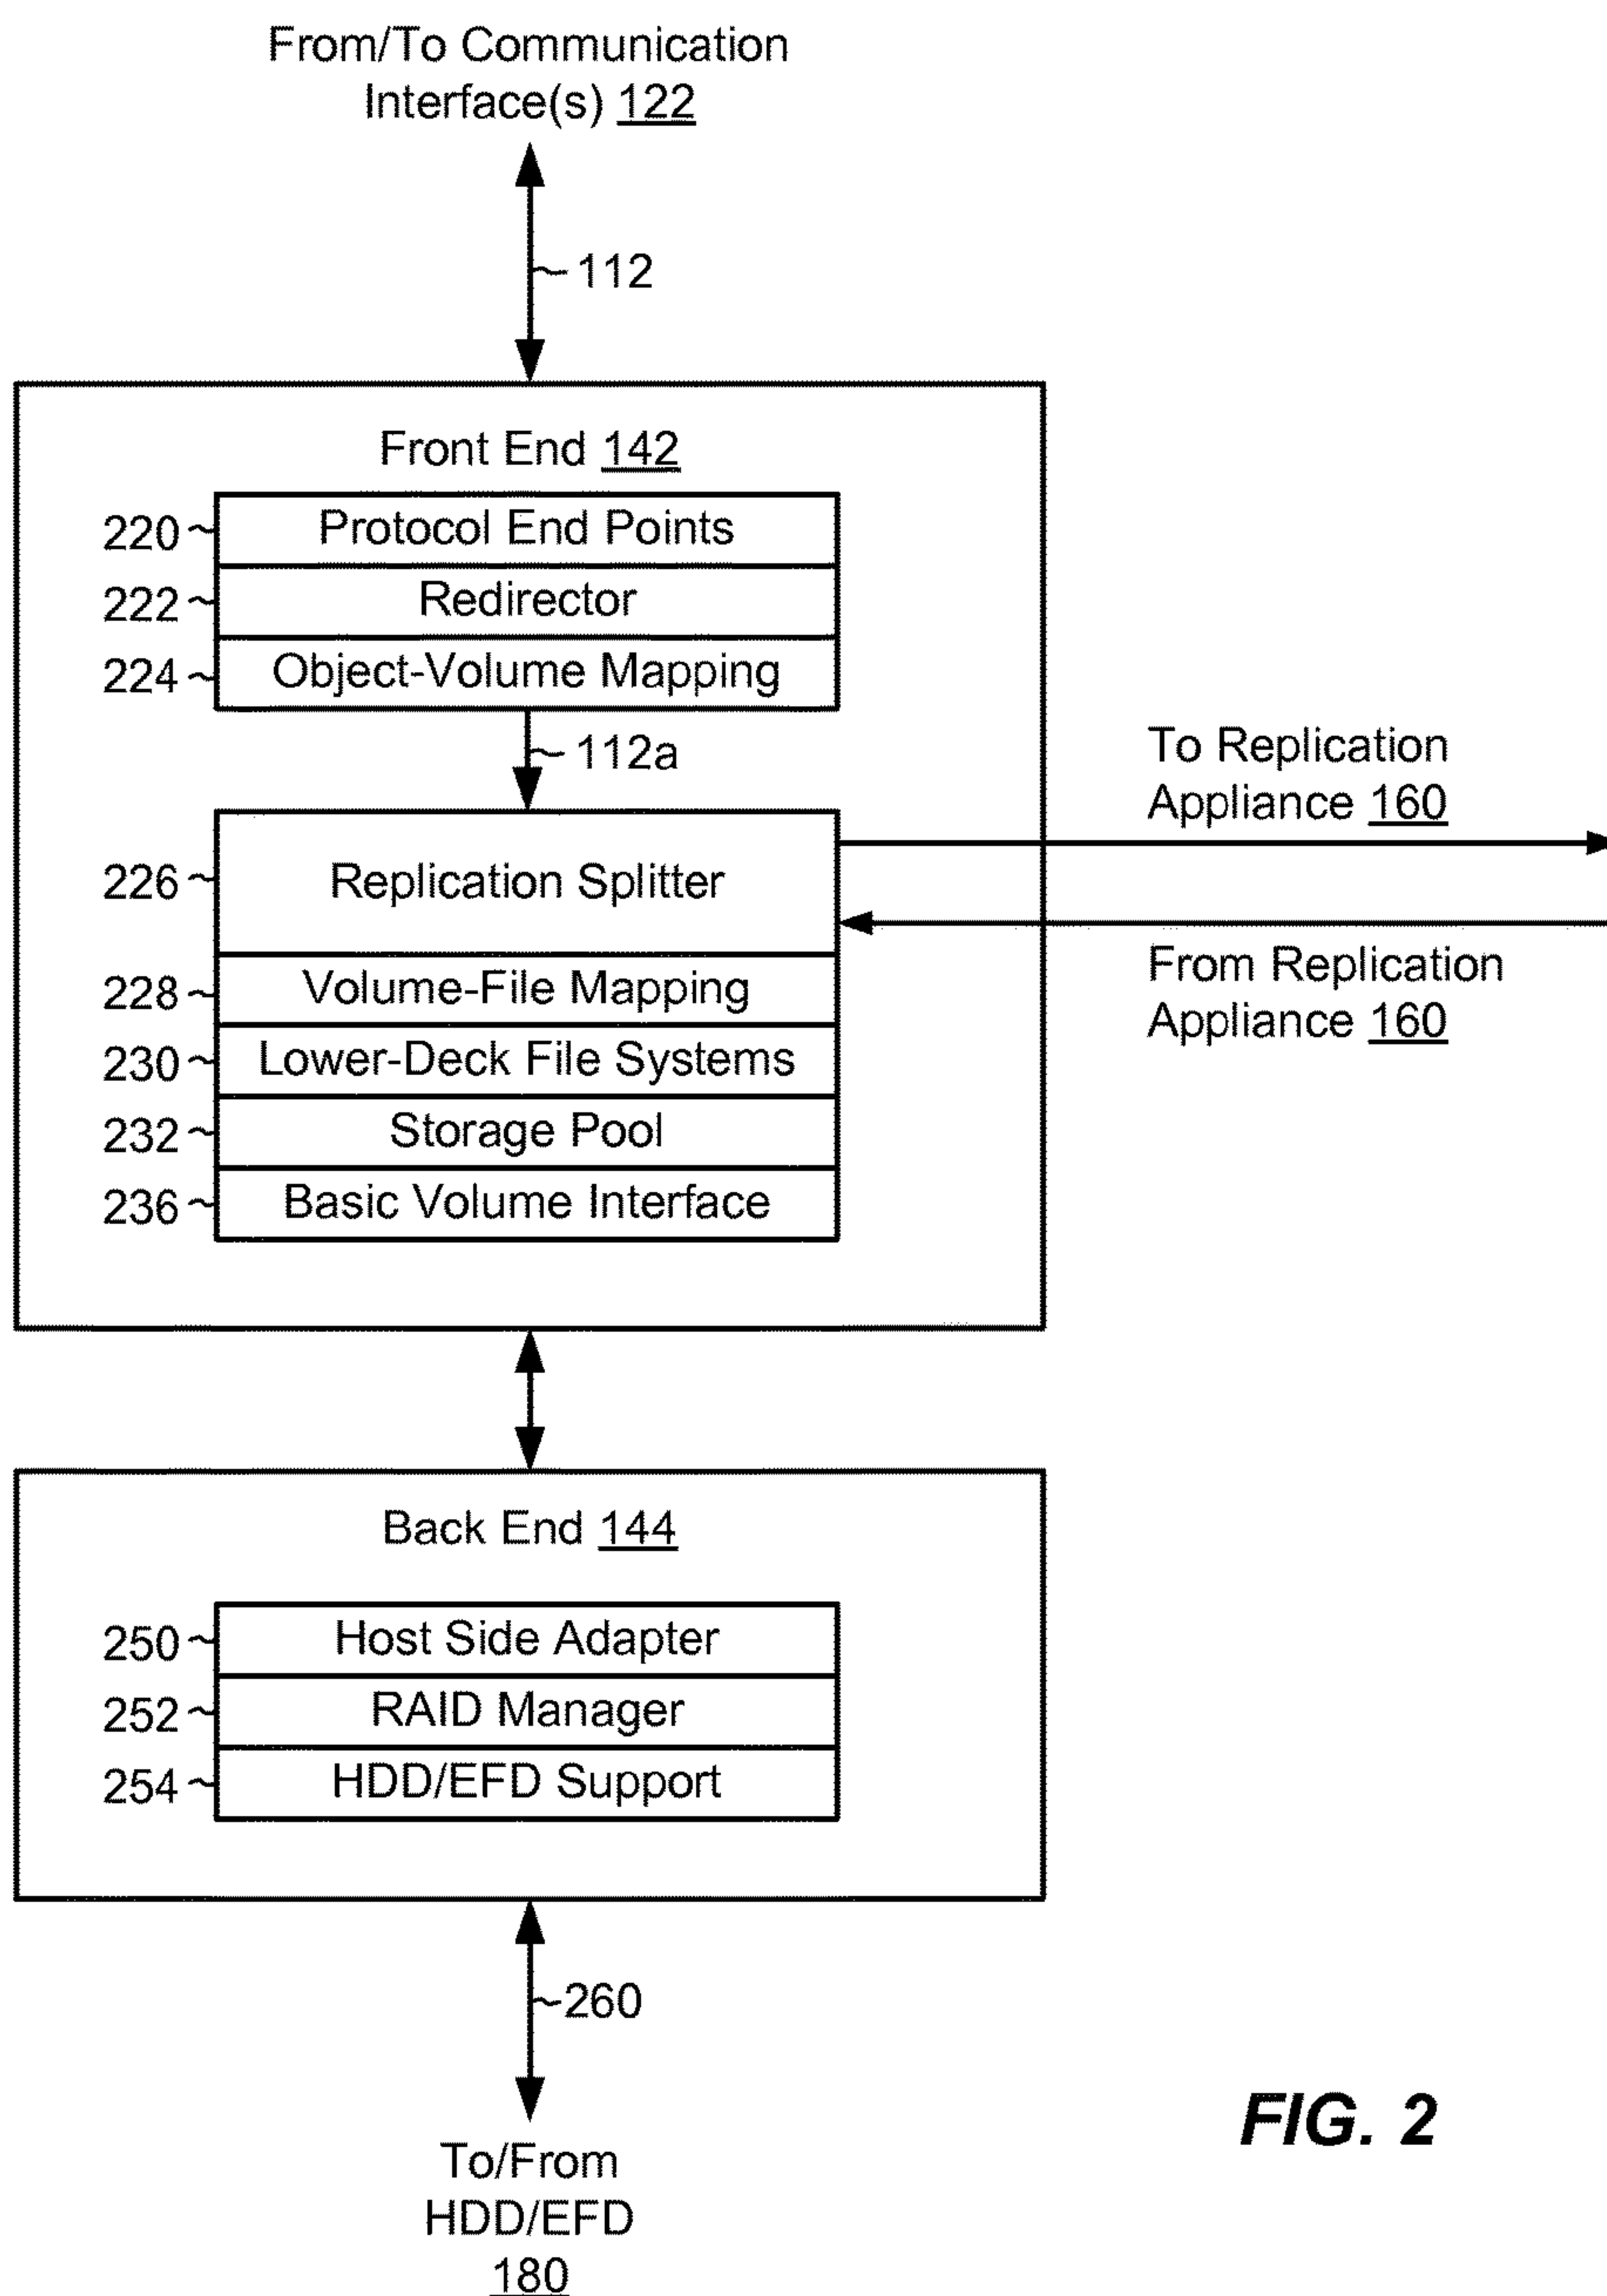 From/To Communication
Interface(s) 122
112
Front End 142
220
Protocol End Points
222
Redirector
224
Object-Volume Mapping
112a
To Replication
Appliance 160
226
Replication Splitter
From Replication
Appliance 160
228
Volume-File Mapping
230
Lower-Deck File Systems
232
Storage Pool
236
Basic Volume Interface
Back End 144
250
Host Side Adapter
252
RAID Manager
254
HDD/EFD Support
260
To/From
HDD/EFD
180
FIG. 2